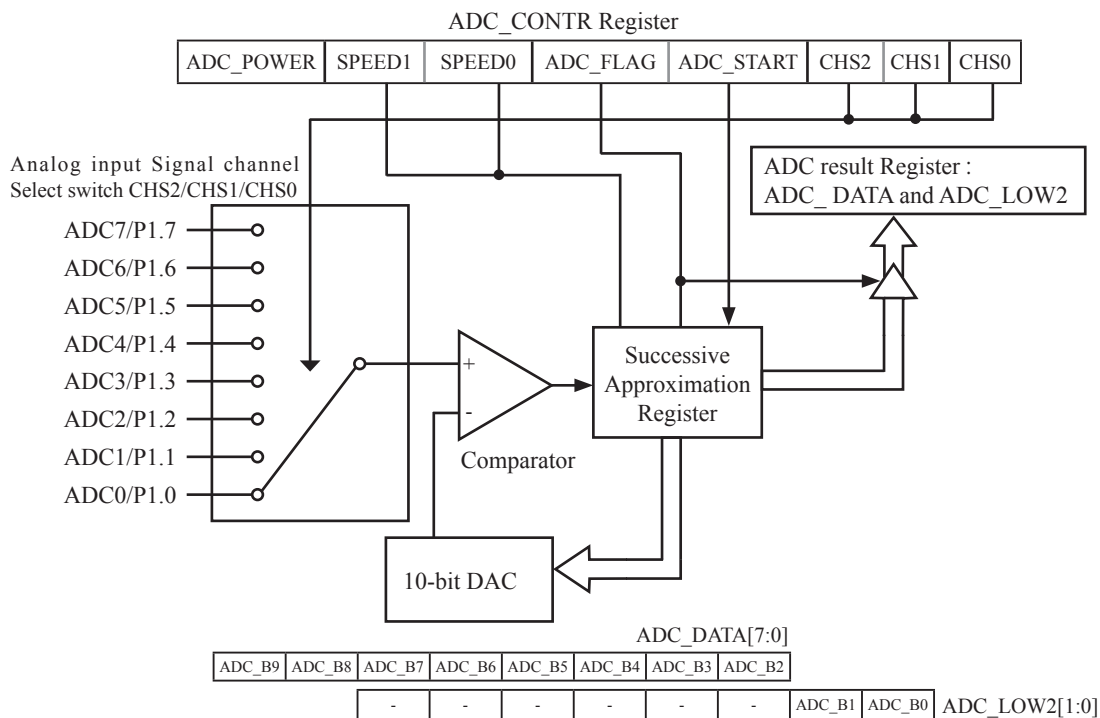 ADC_CONTR Register
ADC_POWER SPEED1 SPEED0 ADC_FLAG ADC_START CHS2 CHS1 CHS0
Analog input Signal channel
Select switch CHS2/CHS1/CHS0
ADC result Register :
ADC_ DATA and ADC_LOW2
ADC7/P1.7
ADC6/P1.6
ADC5/P1.5
ADC4/P1.4
ADC3/P1.3
ADC2/P1.2
ADC1/P1.1
ADC0/P1.0
+
-
Comparator
Successive
Approximation
Register
10-bit DAC
ADC_DATA[7:0]
ADC_B9 ADC_B8 ADC_B7 ADC_B6 ADC_B5 ADC_B4 ADC_B3 ADC_B2
- - - - - - ADC_B1 ADC_B0 ADC_LOW2[1:0]